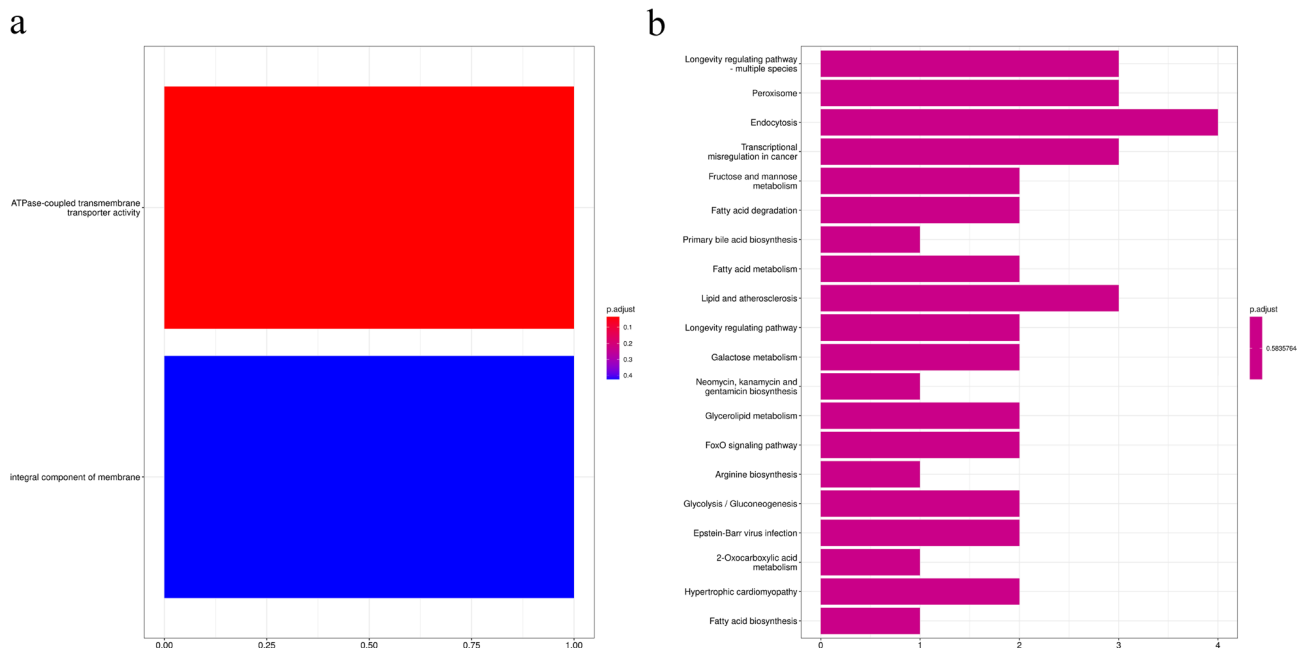 a
ATPase-coupled transmembrane
transporter activity
integral component of membrane
0.00 0.25 0.50 0.75 1.00
p.adjust
0.1
0.2
0.3
0.4
b
Longevity regulating pathway
- multiple species
Peroxisome
Endocytosis
Transcriptional
misregulation in cancer
Fructose and mannose
metabolism
Fatty acid degradation
Primary bile acid biosynthesis
Fatty acid metabolism
Lipid and atherosclerosis
Longevity regulating pathway
Galactose metabolism
Neomycin, kanamycin and
gentamicin biosynthesis
Glycerolipid metabolism
FoxO signaling pathway
Arginine biosynthesis
Glycolysis / Gluconeogenesis
Epstein-Barr virus infection
2-Oxocarboxylic acid
metabolism
Hypertrophic cardiomyopathy
Fatty acid biosynthesis
0 1 2 3 4
p.adjust
0.5835764